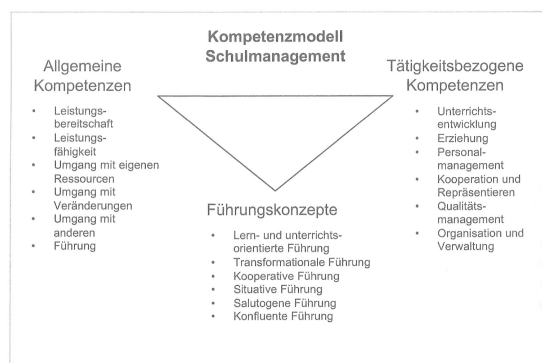 Kompetenzmodell
Schulmanagement
Allgemeine
Kompetenzen
• Leistungs-
bereitschaft
• Leistungs-
fähigkeit
• Umgang mit eigenen
Ressourcen
• Umgang mit
Veränderungen
• Umgang mit
anderen
• Führung
Tätigkeitsbezogene
Kompetenzen
• Unterrichts-
entwicklung
• Erziehung
• Personal-
management
• Kooperation und
Repräsentieren
• Qualitäts-
management
• Organisation und
Verwaltung
Führungskonzepte
• Lern- und unterrichts-
orientierte Führung
• Transformationale Führung
• Kooperative Führung
• Situative Führung
• Salutogene Führung
• Konfluente Führung